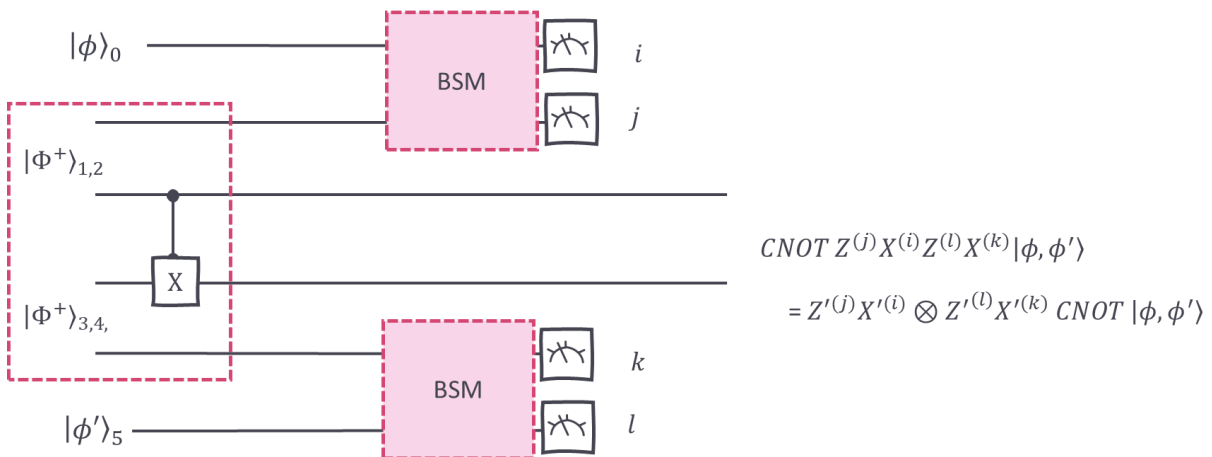 |ϕ⟩₀
BSM
i
j
|Φ⁺⟩₁,₂
X
CNOT Z⁽ʲ⁾X⁽ⁱ⁾Z⁽ˡ⁾X⁽ᵏ⁾|ϕ, ϕ′⟩
= Z′⁽ʲ⁾X′⁽ⁱ⁾ ⊗ Z′⁽ˡ⁾X′⁽ᵏ⁾ CNOT |ϕ, ϕ′⟩
|Φ⁺⟩₃,₄,
BSM
k
l
|ϕ′⟩₅